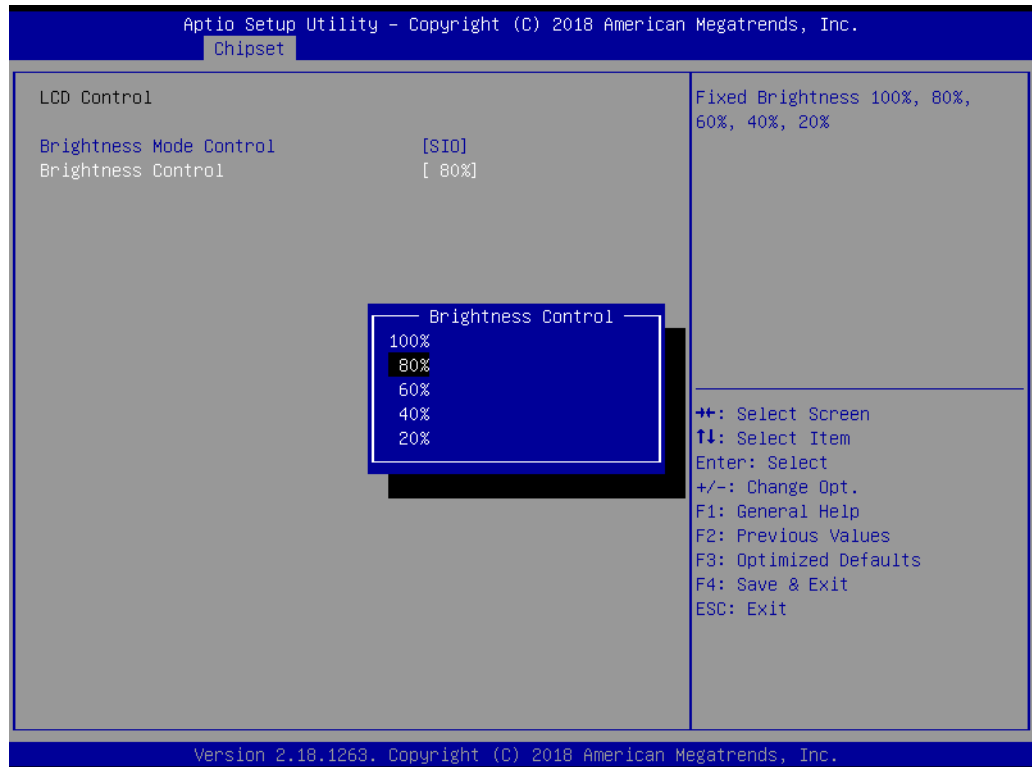 Aptio Setup Utility – Copyright (C) 2018 American Megatrends, Inc.
Chipset
LCD Control
Brightness Mode Control [SIO]
Brightness Control [ 80%]
Fixed Brightness 100%, 80%,
60%, 40%, 20%
Brightness Control
100%
80%
60%
40%
20%
→←: Select Screen
↑↓: Select Item
Enter: Select
+/-: Change Opt.
F1: General Help
F2: Previous Values
F3: Optimized Defaults
F4: Save & Exit
ESC: Exit
Version 2.18.1263. Copyright (C) 2018 American Megatrends, Inc.